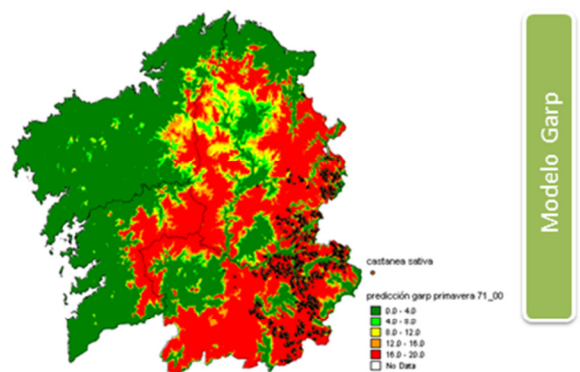 Modelo Garp
castanea sativa
predicción garp primavera 71_00
0.0 - 4.0
4.0 - 8.0
8.0 - 12.0
12.0 - 16.0
16.0 - 20.0
No Data